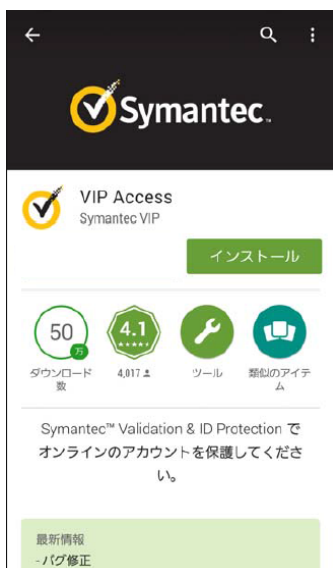 Symantec.
VIP Access
Symantec VIP
インストール
50
万
4.1
ダウンロード
数
4,017
ツール
類似のアイテ
ム
Symantec™ Validation & ID Protection で
オンラインのアカウントを保護してくださ
い。
最新情報
- バグ修正